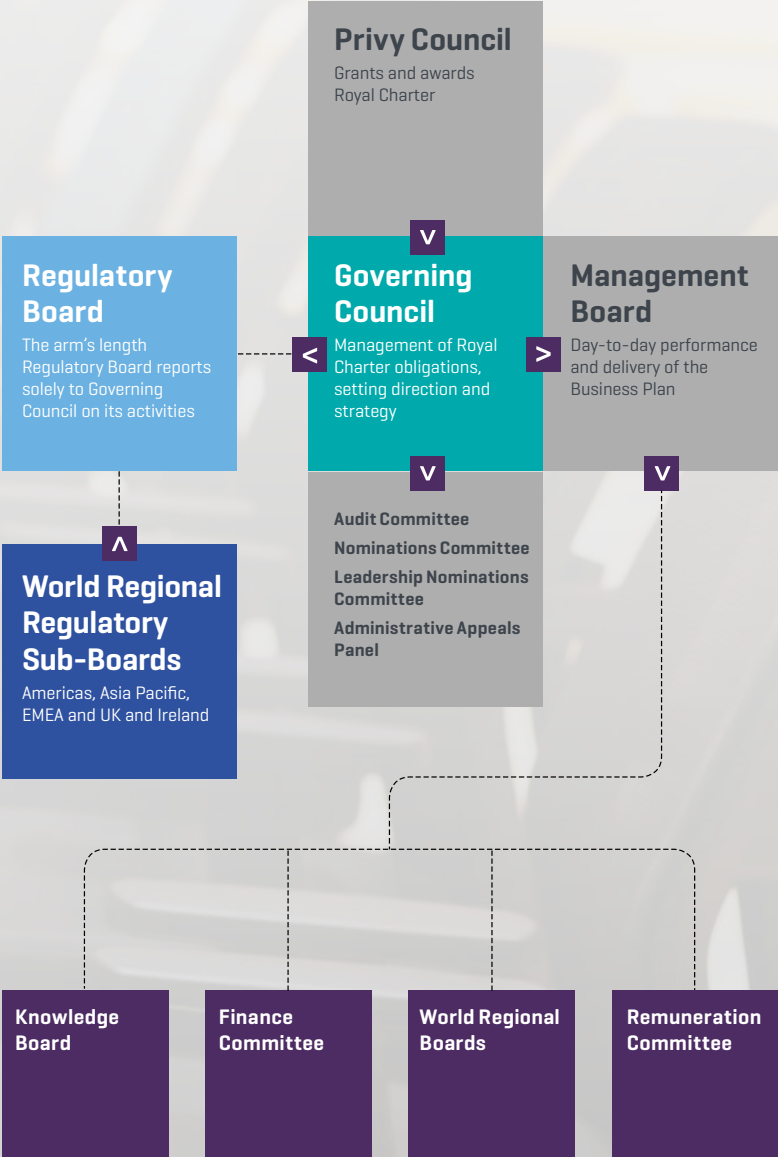 Privy Council
Grants and awards
Royal Charter
V
Regulatory
Board
The arm's length
Regulatory Board reports
solely to Governing
Council on its activities
<
Governing
Council
Management of Royal
Charter obligations,
setting direction and
strategy
>
Management
Board
Day-to-day performance
and delivery of the
Business Plan
V
V
Audit Committee
Nominations Committee
Leadership Nominations
Committee
Administrative Appeals
Panel
World Regional
Regulatory
Sub-Boards
Americas, Asia Pacific,
EMEA and UK and Ireland
Knowledge
Board
Finance
Committee
World Regional
Boards
Remuneration
Committee